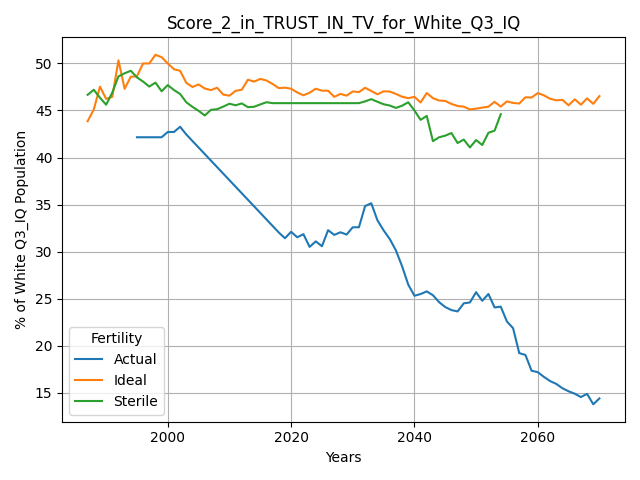 Score_2_in_TRUST_IN_TV_for_White_Q3_IQ
% of White Q3_IQ Population
50
45
40
35
30
25
20
15
Fertility
Actual
Ideal
Sterile
2000
2020
2040
2060
Years